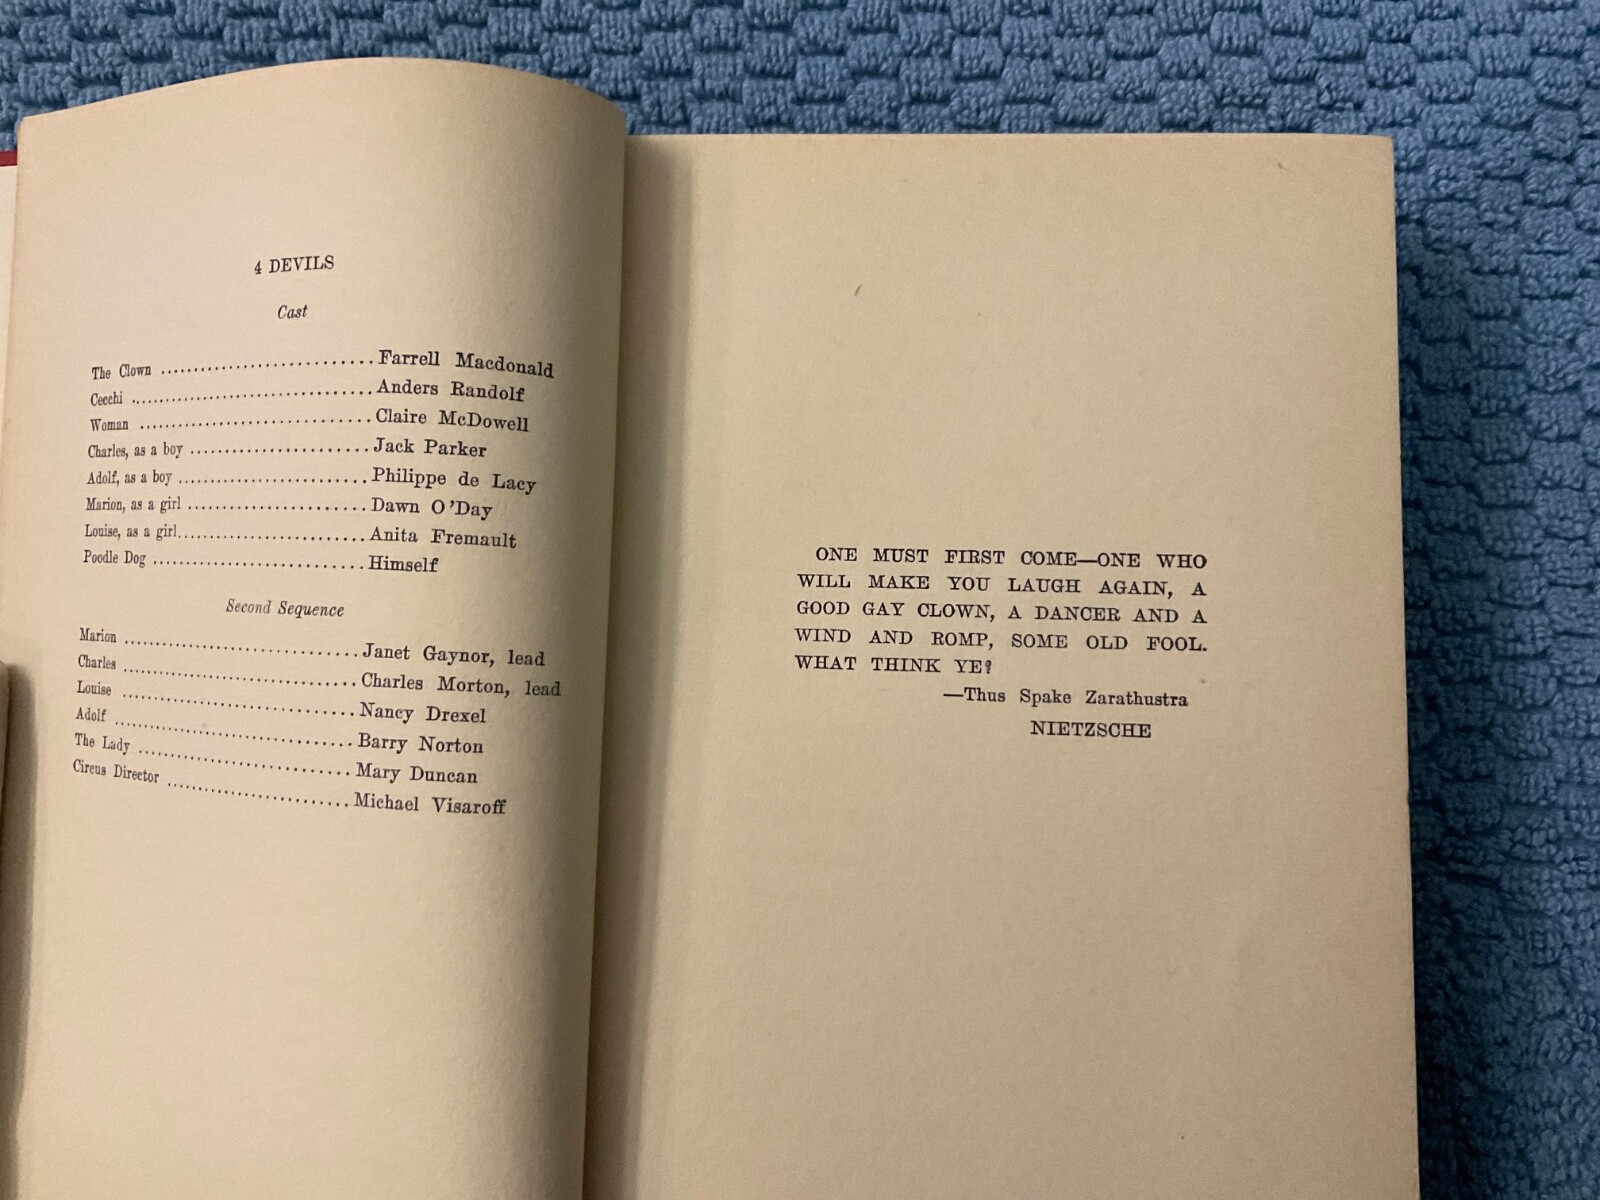 4 DEVILS
Cast
The Clown ........................... Farrell Macdonald
Cecchi ................................... Anders Randolf
Woman .................................. Claire McDowell
Charles, as a boy ....................... Jack Parker
Adolf, as a boy ......................... Philippe de Lacy
Marion, as a girl ........................ Dawn O'Day
Louise, as a girl......................... Anita Fremault
Poodle Dog ............................. Himself
Second Sequence
Marion ................................. Janet Gaynor, lead
Charles ................................. Charles Morton, lead
Louise ................................. Nancy Drexel
Adolf .................................. Barry Norton
The Lady .............................. Mary Duncan
Circus Director ........................ Michael Visaroff
ONE MUST FIRST COME—ONE WHO
WILL MAKE YOU LAUGH AGAIN, A
GOOD GAY CLOWN, A DANCER AND A
WIND AND ROMP, SOME OLD FOOL.
WHAT THINK YE?
—Thus Spake Zarathustra
NIETZSCHE